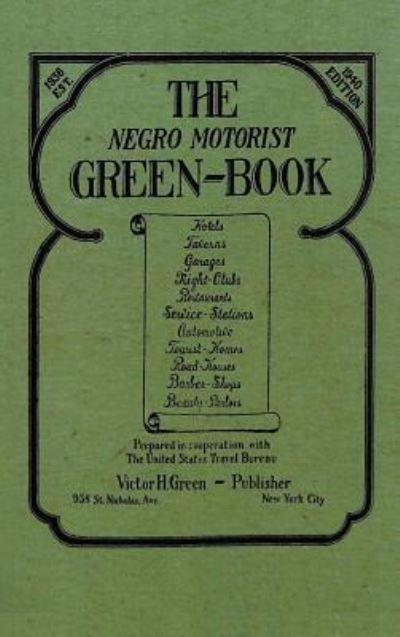 1936
EST.
1940
EDITION
THE
NEGRO MOTORIST
GREEN-BOOK
Hotels
Taverns
Garages
Night-Clubs
Restaurants
Service-Stations
Automotive
Tourist-Homes
Road-Houses
Barber-Shops
Beauty-Parlors
Prepared in cooperation with
The United States Travel Bureau
Victor H. Green - Publisher
938 St. Nicholas Ave. New York City